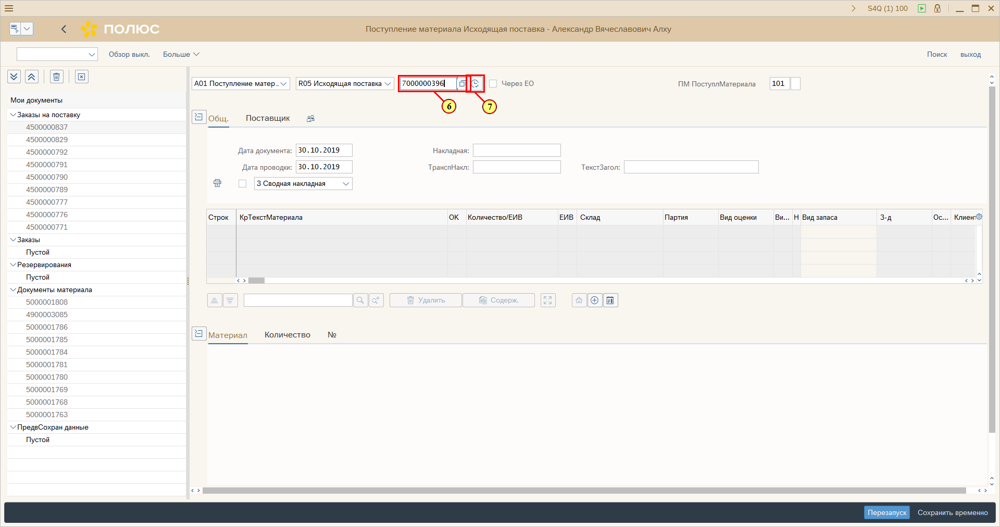 S4Q (1) 100
ПОЛЮС
Поступление материала Исходящая поставка - Александр Вячеславович Алху
Обзор выкл.
Больше
Поиск
выход
А01 Поступление матер...
R05 Исходящая поставка
7000000396
Через ЕО
ПМ ПоступлМатериала
101
6
7
Мои документы
Заказы на поставку
4500000837
4500000829
4500000792
4500000791
4500000790
4500000789
4500000777
4500000776
4500000771
Заказы
Пустой
Резервирования
Пустой
Документы материала
5000001808
4900003085
5000001786
5000001785
5000001784
5000001781
5000001780
5000001769
5000001768
5000001763
ПредвСохран данные
Пустой
Общ.
Поставщик
Дата документа:
30.10.2019
Накладная:
Дата проводки:
30.10.2019
ТранспНакл:
ТекстЗагол:
3 Сводная накладная
Строк
КрТекстМатериала
OK
Количество/ЕИВ
ЕИВ
Склад
Партия
Вид оценки
Ви...
Н
Вид запаса
З-д
Ос...
Клиент
Удалить
Содерж.
Материал
Количество
№
Перезапуск
Сохранить временно